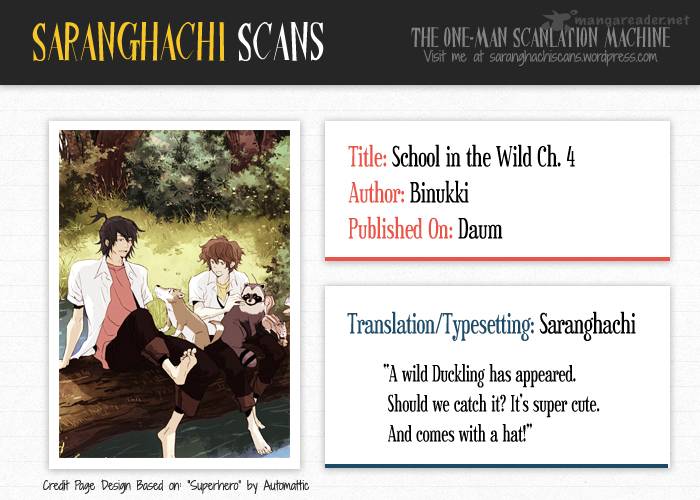 SARANGHACHI SCANS
mangareader.net
THE ONE-MAN SCANLATION MACHINE
Visit me at saranghachiscans.wordpress.com
Title: School in the Wild Ch. 4
Author: Binukki
Published On: Daum
Translation/Typesetting: Saranghachi
"A wild Duckling has appeared.
Should we catch it? It's super cute.
And comes with a hat!"
Credit Page Design Based on: "Superhero" by Automattic